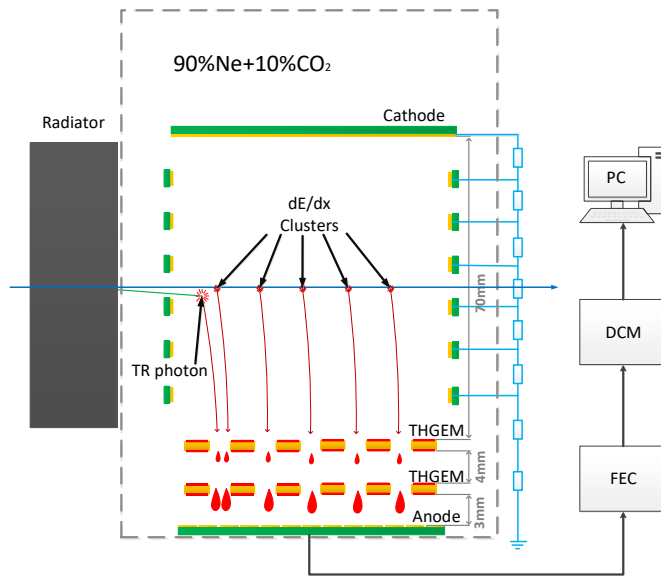 90%Ne+10%CO₂
Radiator
Cathode
PC
dE/dx
Clusters
70mm
TR photon
DCM
THGEM
4mm
THGEM
FEC
3mm
Anode